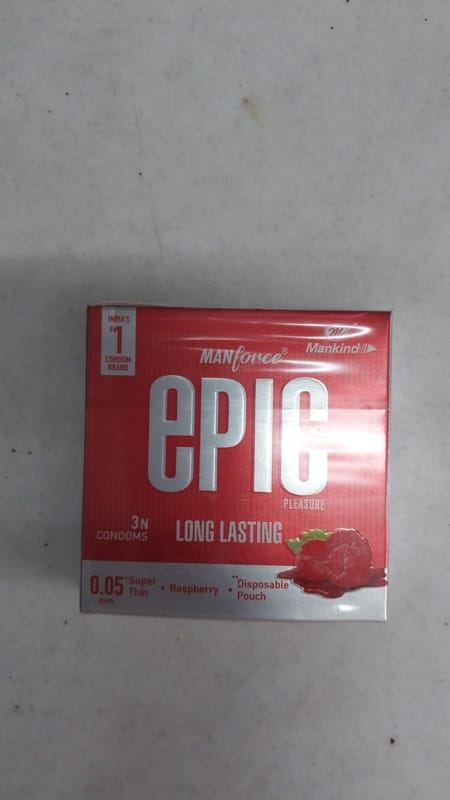 INDIA'S
#1
CONDOM
BRAND
MANforce®
Mankind
EPIC
PLEASURE
3N
CONDOMS
LONG LASTING
0.05 mm
*Super
Thin
• Raspberry
• **Disposable
Pouch